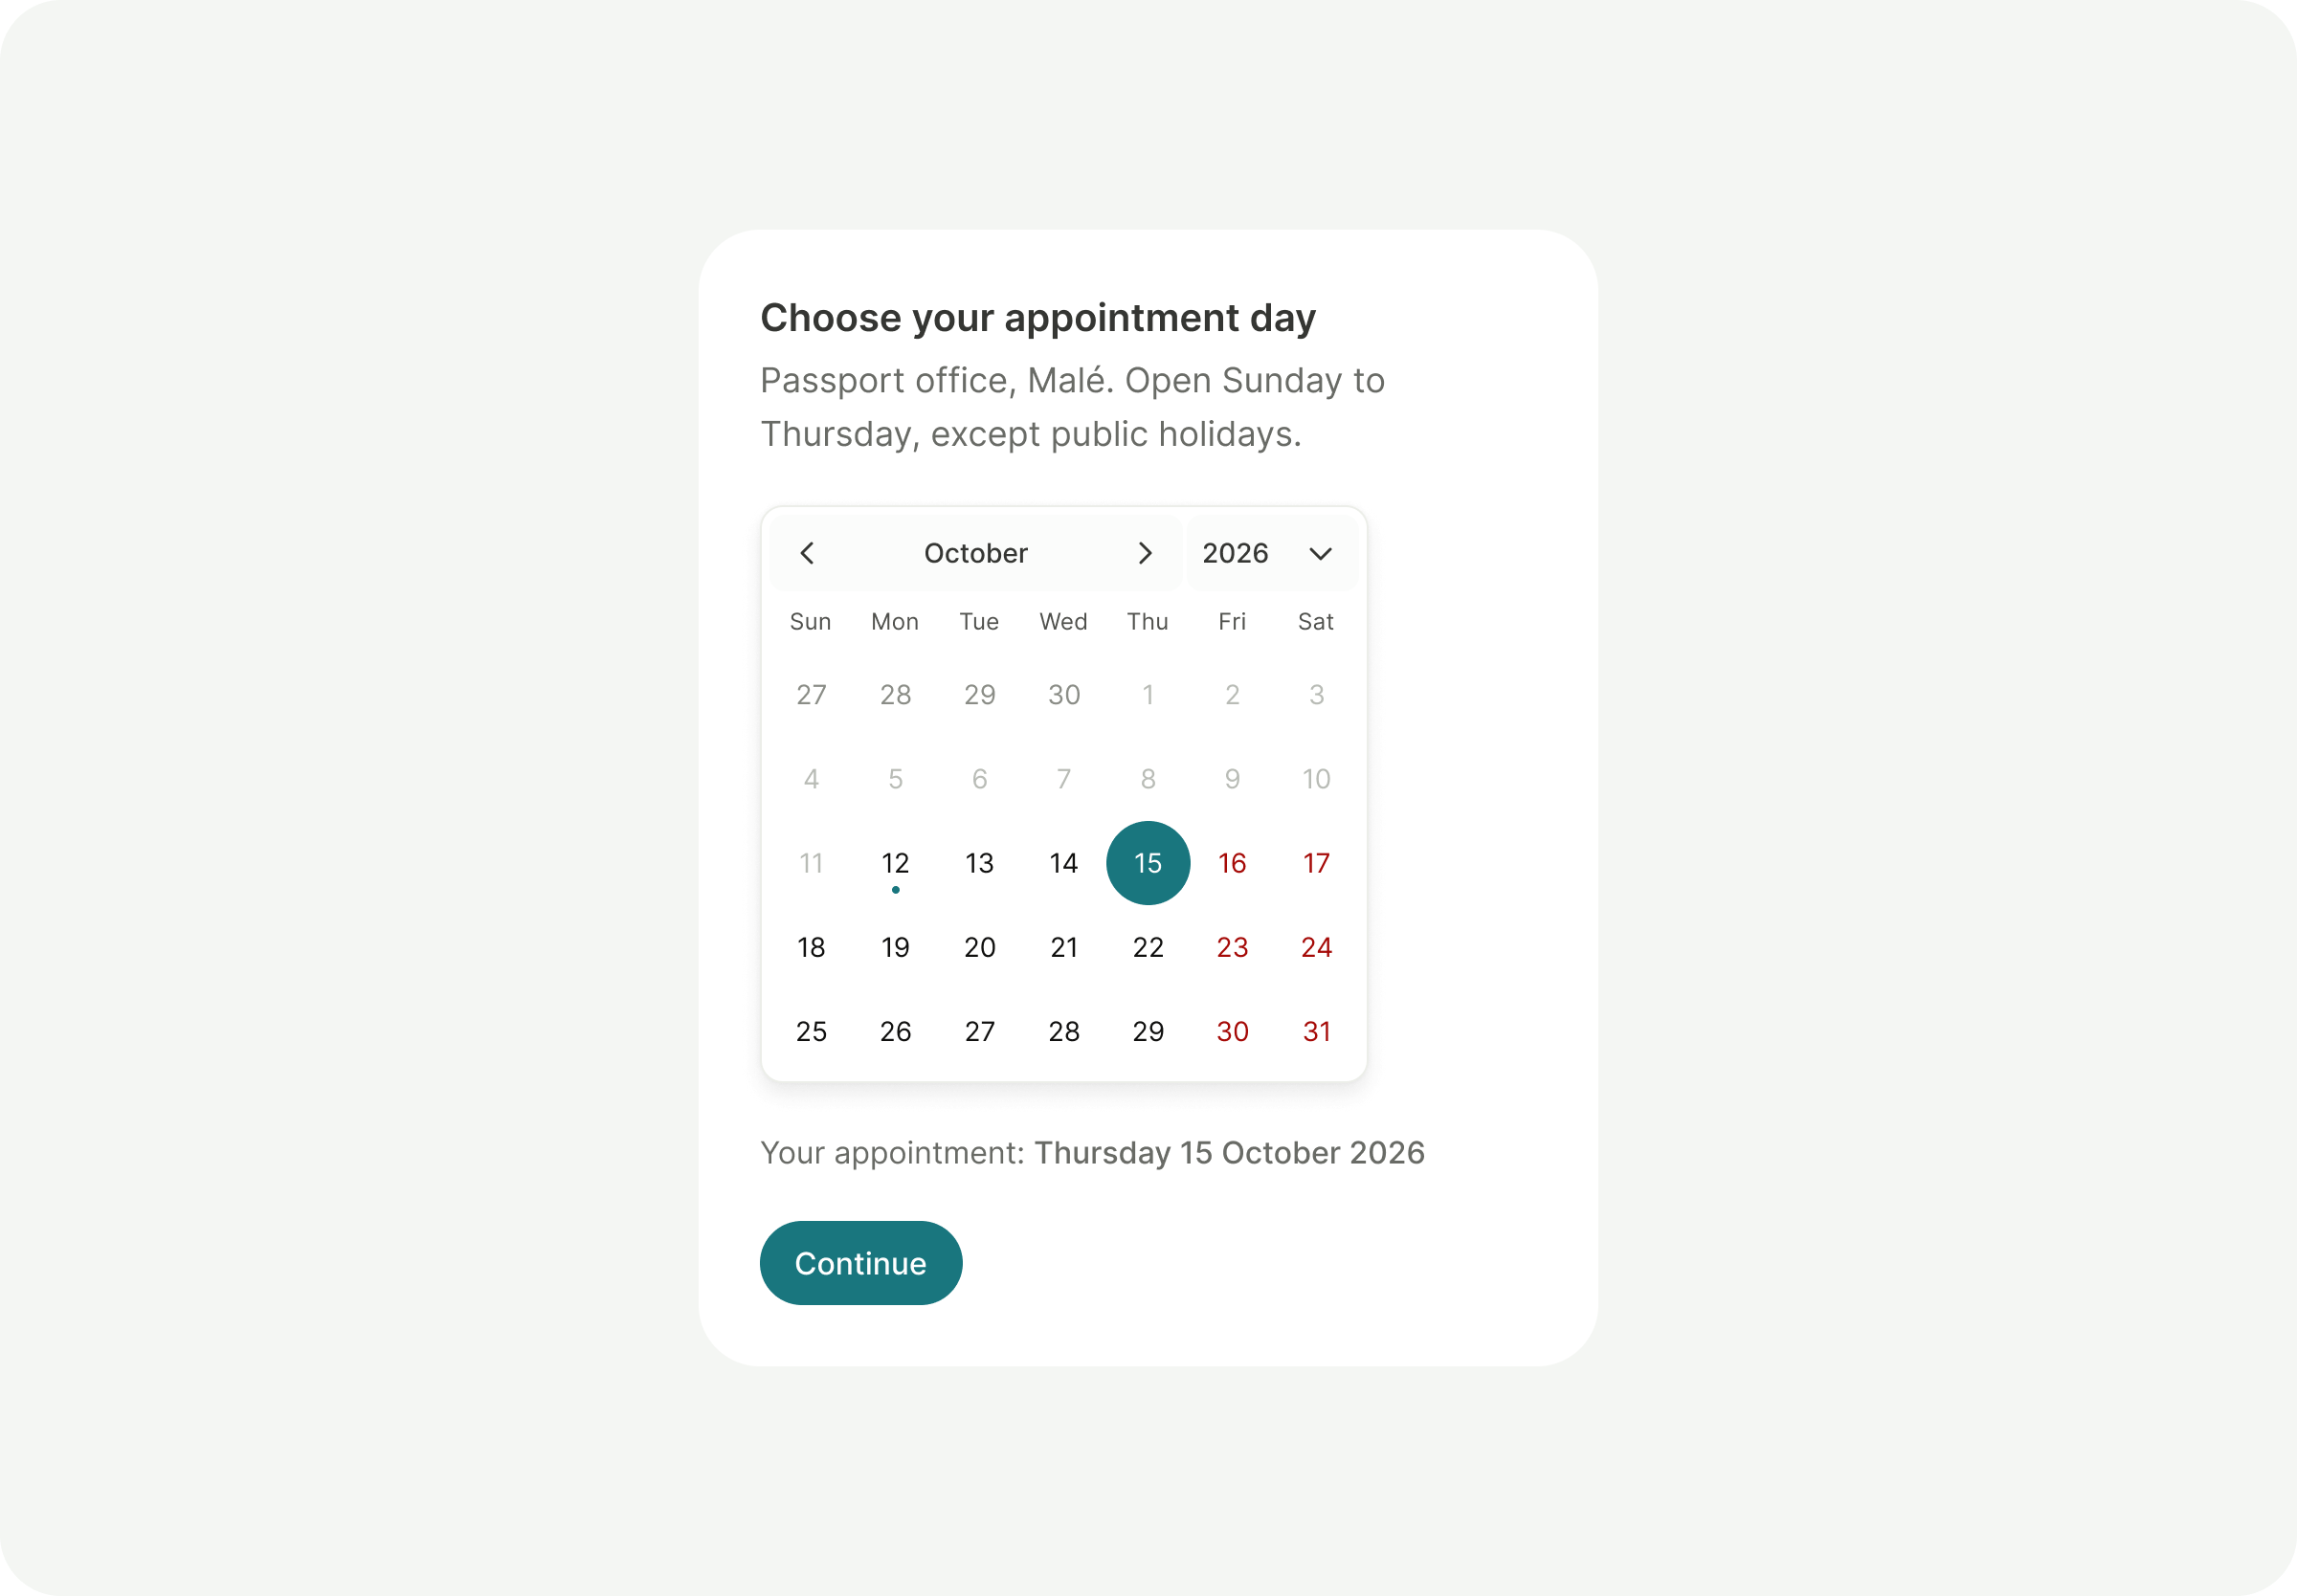 Choose your appointment day
Passport office, Malé. Open Sunday to
Thursday, except public holidays.
October 2026
Sun Mon Tue Wed Thu Fri Sat
27 28 29 30 1 2 3
4 5 6 7 8 9 10
11 12 13 14 15 16 17
18 19 20 21 22 23 24
25 26 27 28 29 30 31
Your appointment: Thursday 15 October 2026
Continue